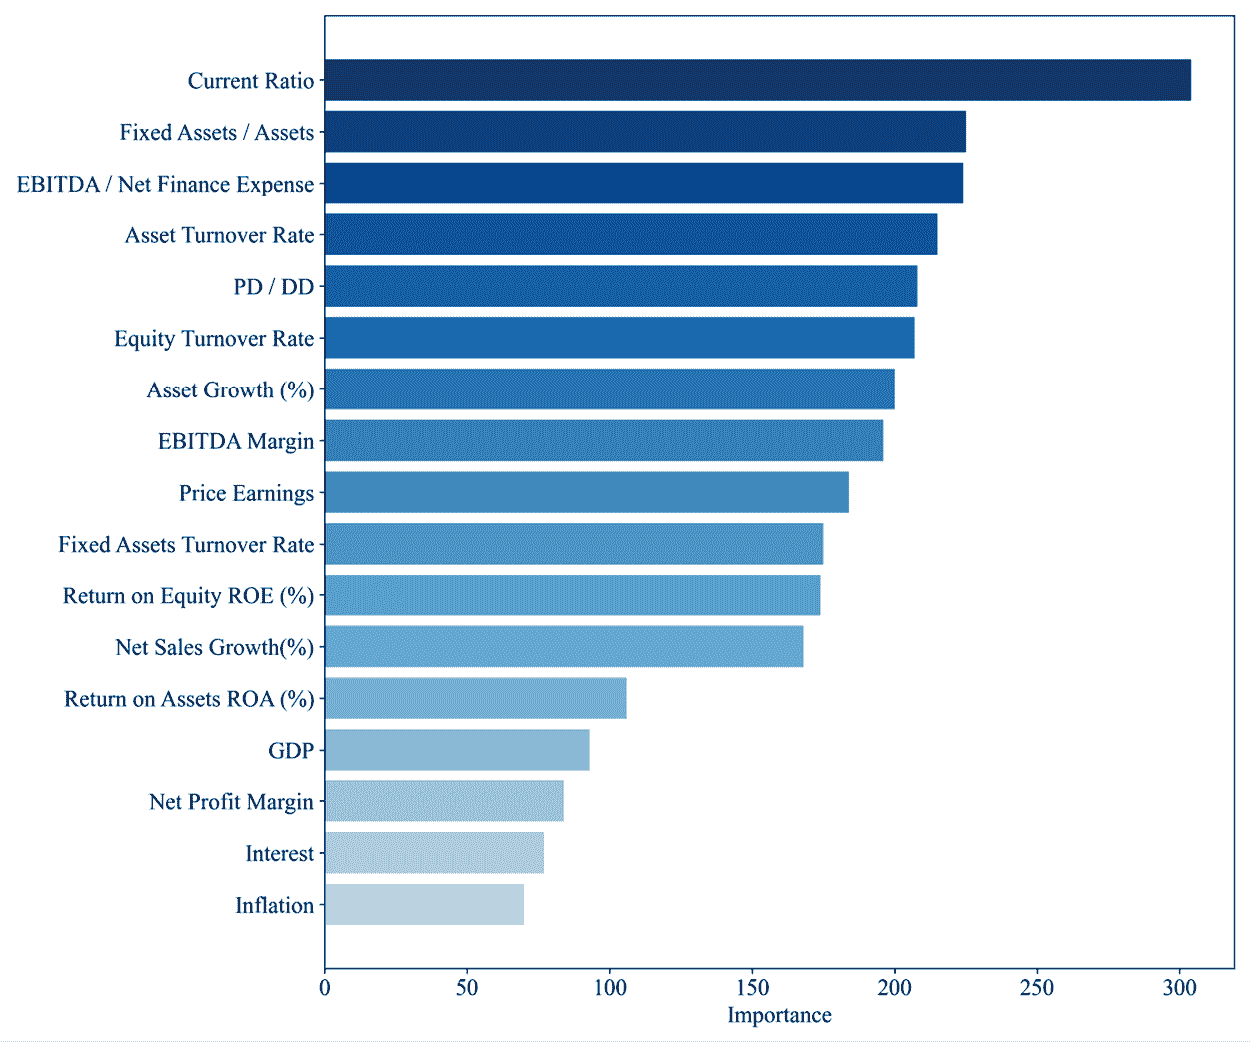 Current Ratio
Fixed Assets / Assets
EBITDA / Net Finance Expense
Asset Turnover Rate
PD / DD
Equity Turnover Rate
Asset Growth (%)
EBITDA Margin
Price Earnings
Fixed Assets Turnover Rate
Return on Equity ROE (%)
Net Sales Growth(%)
Return on Assets ROA (%)
GDP
Net Profit Margin
Interest
Inflation
0 50 100 150 200 250 300
Importance